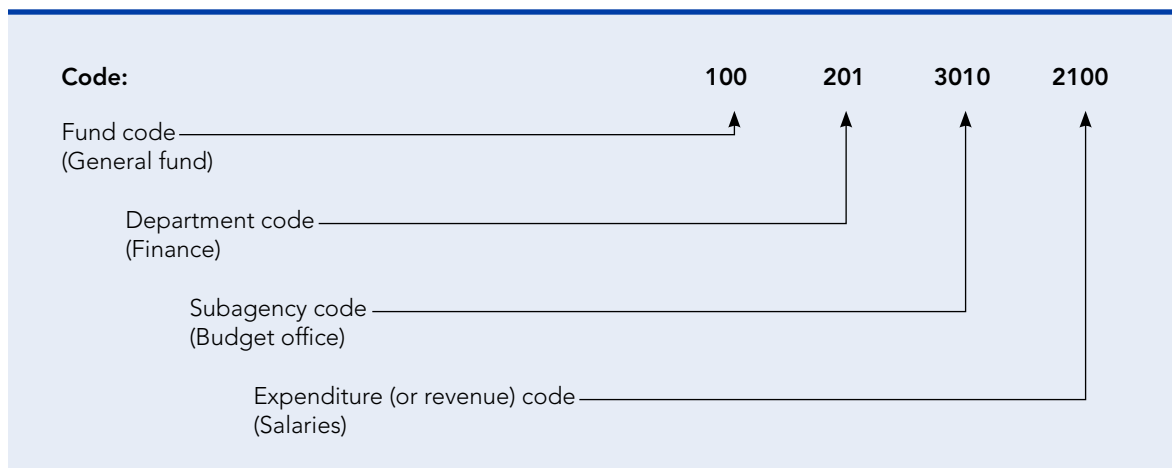 Code: 100 201 3010 2100
Fund code
(General fund)
Department code
(Finance)
Subagency code
(Budget office)
Expenditure (or revenue) code
(Salaries)